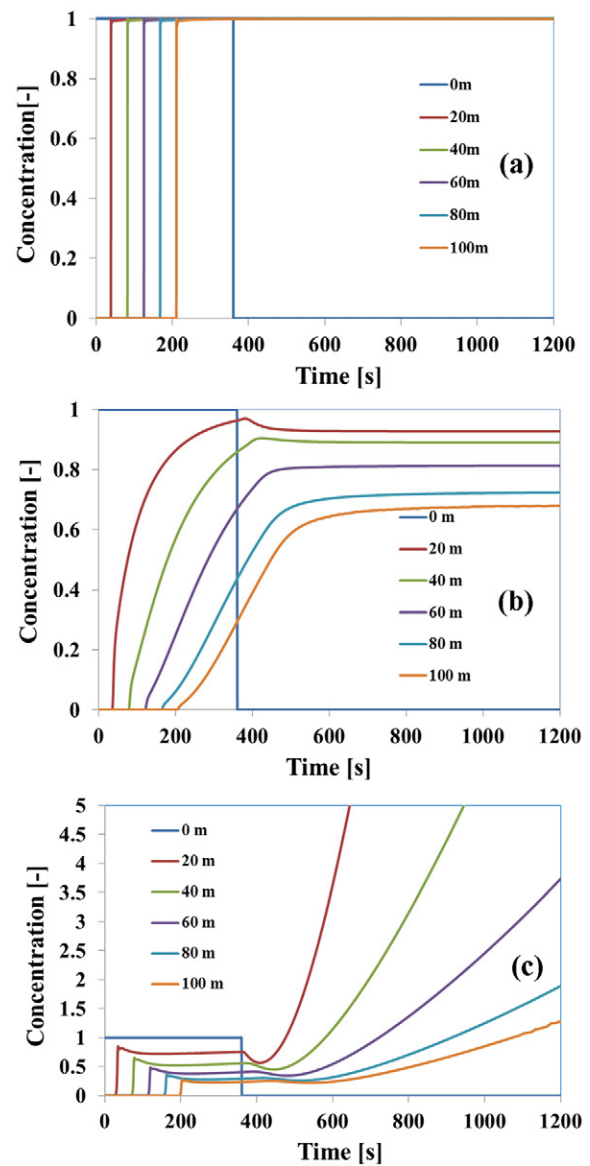 1
0.8
0.6
0.4
0.2
0
Concentration[-]
0m
20m
40m
60m
80m
100m
(a)
0 200 400 600 800 1000 1200
Time [s]
1
0.8
0.6
0.4
0.2
0
Concentration [-]
0 m
20 m
40 m
60 m
80 m
100 m
(b)
0 200 400 600 800 1000 1200
Time [s]
5
4.5
4
3.5
3
2.5
2
1.5
1
0.5
0
Concentration [-]
0 m
20 m
40 m
60 m
80 m
100 m
(c)
0 200 400 600 800 1000 1200
Time [s]